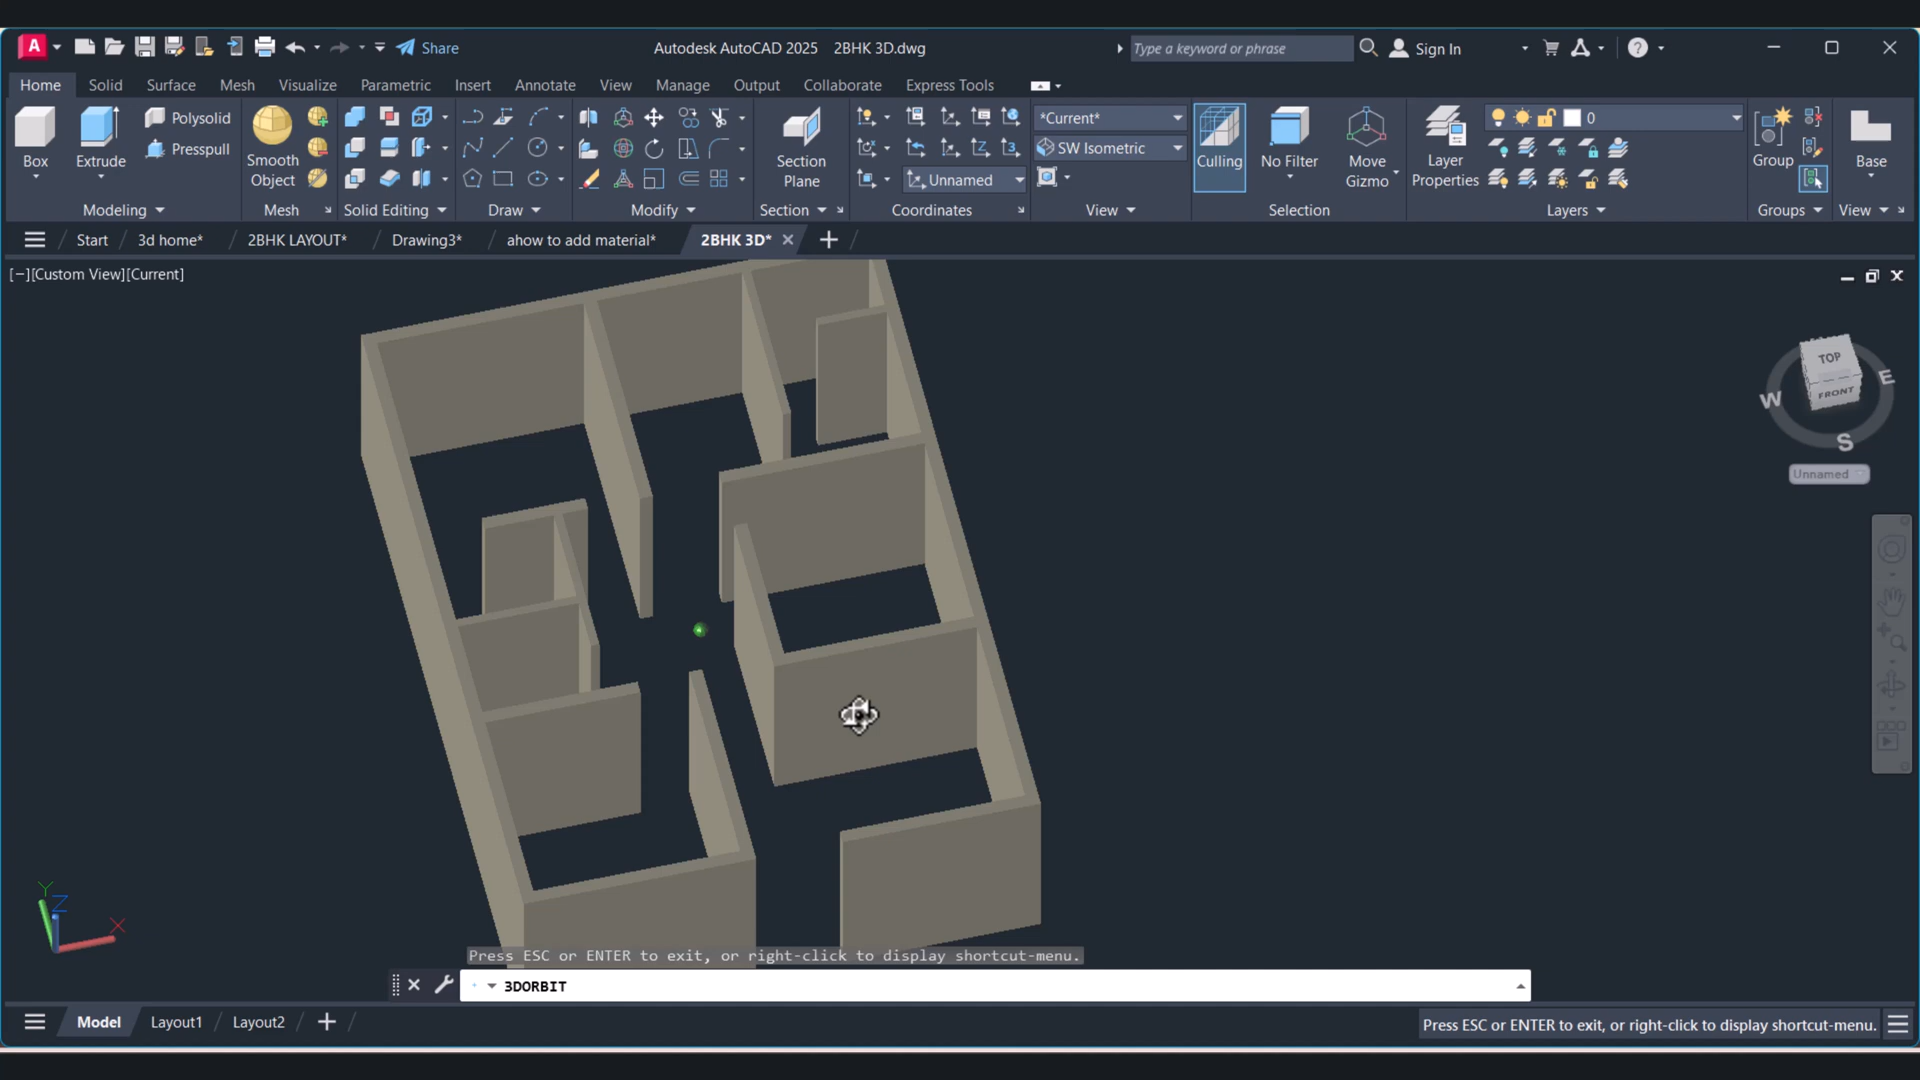 A Share Autodesk AutoCAD 2025 2BHK 3D.dwg Type a keyword or phrase Sign In
Home Solid Surface Mesh Visualize Parametric Insert Annotate View Manage Output Collaborate Express Tools
Box Extrude Polysolid Presspull
Smooth Object
Section Plane
Unnamed
*Current*
SW Isometric
Culling No Filter Move Gizmo
Layer Properties
0
Group Base
Modeling Mesh Solid Editing Draw Modify Section Coordinates View Selection Layers Groups View
Start 3d home* 2BHK LAYOUT* Drawing3* ahow to add material* 2BHK 3D*
[−][Custom View][Current]
TOP
FRONT
W E
S
Unnamed
Y
Z X
Press ESC or ENTER to exit, or right-click to display shortcut-menu.
3DORBIT
Model Layout1 Layout2
Press ESC or ENTER to exit, or right-click to display shortcut-menu.